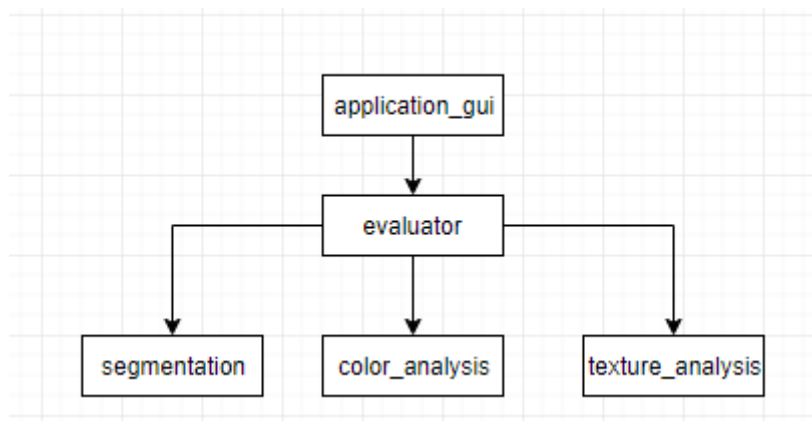 application_gui
evaluator
segmentation
color_analysis
texture_analysis